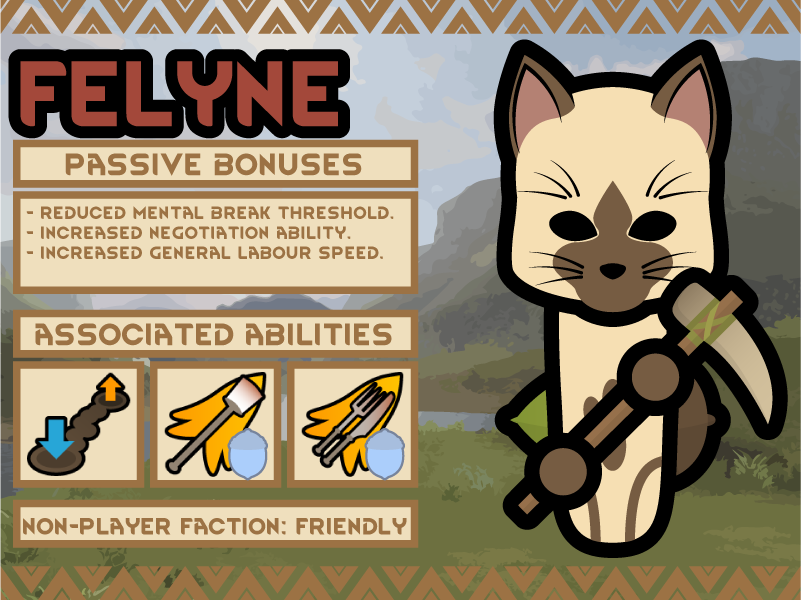 FELYNE
PASSIVE BONUSES
- REDUCED MENTAL BREAK THRESHOLD.
- INCREASED NEGOTIATION ABILITY.
- INCREASED GENERAL LABOUR SPEED.
ASSOCIATED ABILITIES
NON-PLAYER FACTION: FRIENDLY